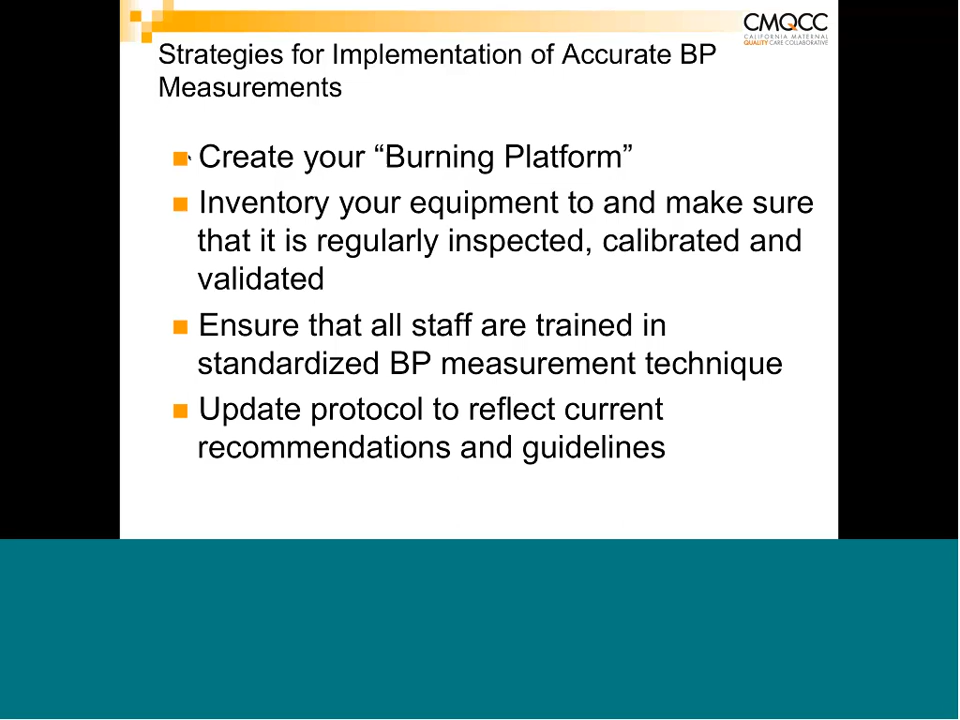 CMQCC
CALIFORNIA MATERNAL
QUALITY CARE COLLABORATIVE
Strategies for Implementation of Accurate BP
Measurements
Create your “Burning Platform”
Inventory your equipment to and make sure
that it is regularly inspected, calibrated and
validated
Ensure that all staff are trained in
standardized BP measurement technique
Update protocol to reflect current
recommendations and guidelines